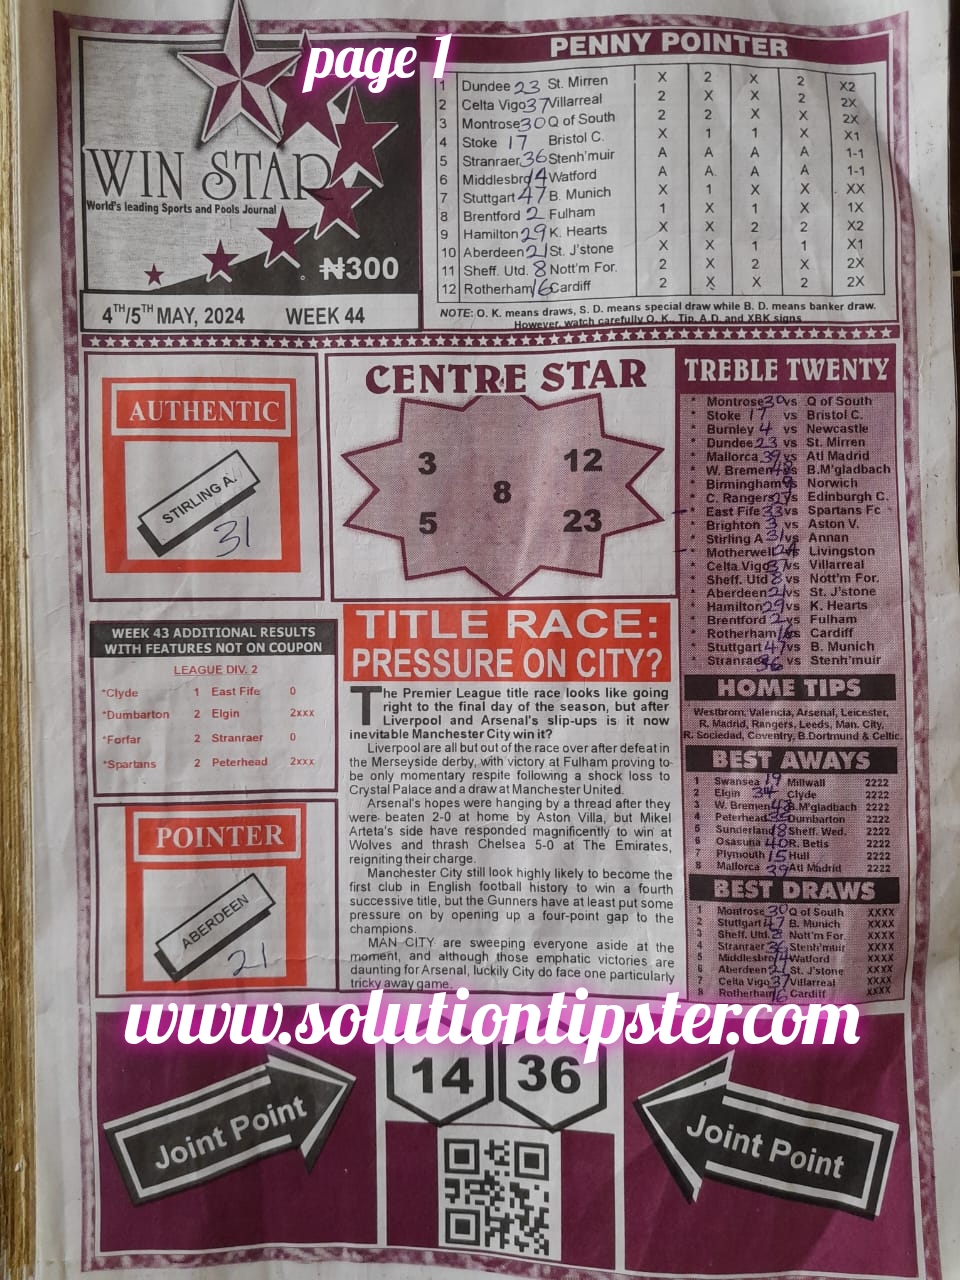 page 1
WIN STAR
World's leading Sports and Pools Journal
₦300
4TH/5TH MAY, 2024 WEEK 44
PENNY POINTER
1 Dundee 23 St. Mirren X 2 X 2 X2
2 Celta Vigo 37 Villarreal 2 X X 2 2X
3 Montrose 30 Q of South 2 2 X X 2X
4 Stoke 17 Bristol C. X 1 1 X X1
5 Stranraer 36 Stenh'muir A A A A 1-1
6 Middlesbro 14 Watford A A A A 1-1
7 Stuttgart 47 B. Munich X 1 X X XX
8 Brentford 2 Fulham 1 X X X 1X
9 Hamilton 29 K. Hearts X X 2 2 X2
10 Aberdeen 21 St. J'stone X X 1 1 X1
11 Sheff. Utd. 8 Nott'm For. 2 X 2 X 2X
12 Rotherham 16 Cardiff 2 X X 2 2X
NOTE: O. K. means draws, S. D. means special draw while B. D. means banker draw.
However, watch carefully O. K., Tip, A.D. and XBK signs
AUTHENTIC
STIRLING A.
31
CENTRE STAR
3 12
8
5 23
TREBLE TWENTY
* Montrose 30 vs Q of South
* Stoke 17 vs Bristol C.
* Burnley 4 vs Newcastle
* Dundee 23 vs St. Mirren
* Mallorca 39 vs Atl Madrid
* W. Bremen 48 B.M'gladbach
* Birmingham vs Norwich
* C. Rangers 27 vs Edinburgh C.
* East Fife 33 vs Spartans Fc
* Brighton 3 vs Aston V.
* Stirling A 31 vs Annan
* Motherwell 24 Livingston
* Celta Vigo 37 vs Villarreal
* Sheff. Utd 8 vs Nott'm For.
* Aberdeen 21 vs St. J'stone
* Hamilton 29 vs K. Hearts
* Brentford 2 vs Fulham
* Rotherham 16 vs Cardiff
* Stuttgart 47 vs B. Munich
* Stranraer 36 vs Stenh'muir
WEEK 43 ADDITIONAL RESULTS
WITH FEATURES NOT ON COUPON
LEAGUE DIV. 2
*Clyde 1 East Fife 0
*Dumbarton 2 Elgin 2xxx
*Forfar 2 Stranraer 0
*Spartans 2 Peterhead 2xxx
POINTER
ABERDEEN
21
TITLE RACE:
PRESSURE ON CITY?
The Premier League title race looks like going
right to the final day of the season, but after
Liverpool and Arsenal's slip-ups is it now
inevitable Manchester City win it?
Liverpool are all but out of the race over after defeat in
the Merseyside derby, with victory at Fulham proving to
be only momentary respite following a shock loss to
Crystal Palace and a draw at Manchester United.
Arsenal's hopes were hanging by a thread after they
were beaten 2-0 at home by Aston Villa, but Mikel
Arteta's side have responded magnificently to win at
Wolves and thrash Chelsea 5-0 at The Emirates,
reigniting their charge.
Manchester City still look highly likely to become the
first club in English football history to win a fourth
successive title, but the Gunners have at least put some
pressure on by opening up a four-point gap to the
champions.
MAN CITY are sweeping everyone aside at the
moment, and although those emphatic victories are
daunting for Arsenal, luckily City do face one particularly
tricky away game.
HOME TIPS
Westbrom, Valencia, Arsenal, Leicester,
R. Madrid, Rangers, Leeds, Man. City,
R. Sociedad, Coventry, B.Dortmund & Celtic.
BEST AWAYS
1 Swansea 19 Millwall 2222
2 Elgin 34 Clyde 2222
3 W. Bremen 48 B.M'gladbach 2222
4 Peterhead 35 Dumbarton 2222
5 Sunderland 18 Sheff. Wed. 2222
6 Osasuna 40 R. Betis 2222
7 Plymouth 15 Hull 2222
8 Mallorca 39 Atl Madrid 2222
BEST DRAWS
1 Montrose 30 Q of South XXXX
2 Stuttgart 47 B. Munich XXXX
3 Sheff. Utd. 8 Nott'm For. XXXX
4 Stranraer 36 Stenh'muir XXXX
5 Middlesbro 14 Watford XXXX
6 Aberdeen 21 St. J'stone XXXX
7 Celta Vigo 37 Villarreal XXXX
8 Rotherham 16 Cardiff XXXX
www.solutiontipster.com
Joint Point
14 36
Joint Point